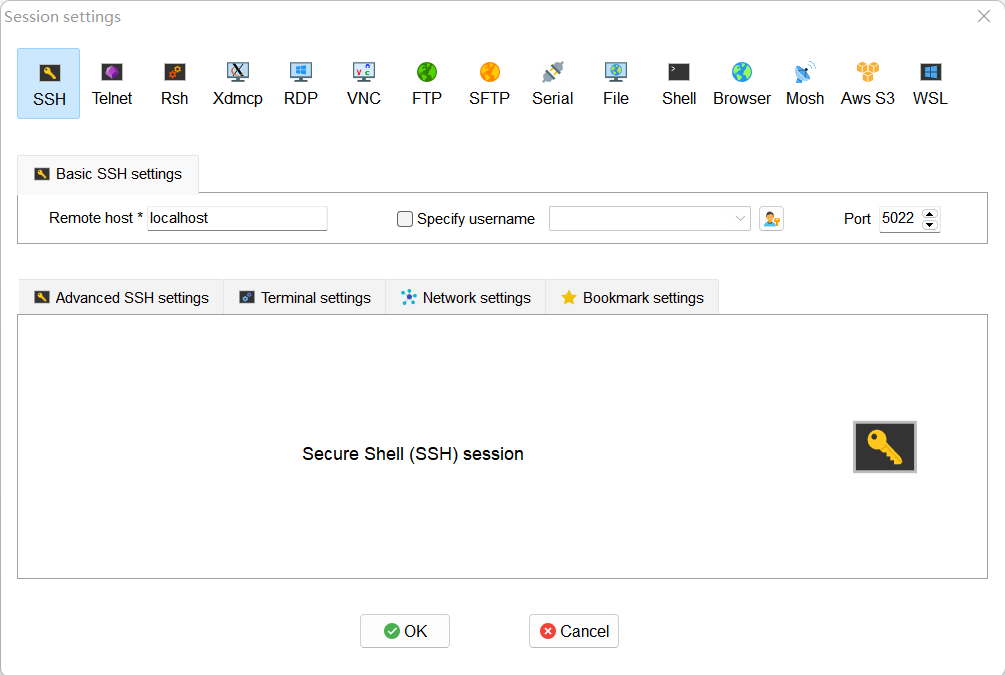 Session settings
SSH Telnet Rsh Xdmcp RDP VNC FTP SFTP Serial File Shell Browser Mosh Aws S3 WSL
Basic SSH settings
Remote host * localhost Specify username Port 5022
Advanced SSH settings Terminal settings Network settings Bookmark settings
Secure Shell (SSH) session
OK Cancel